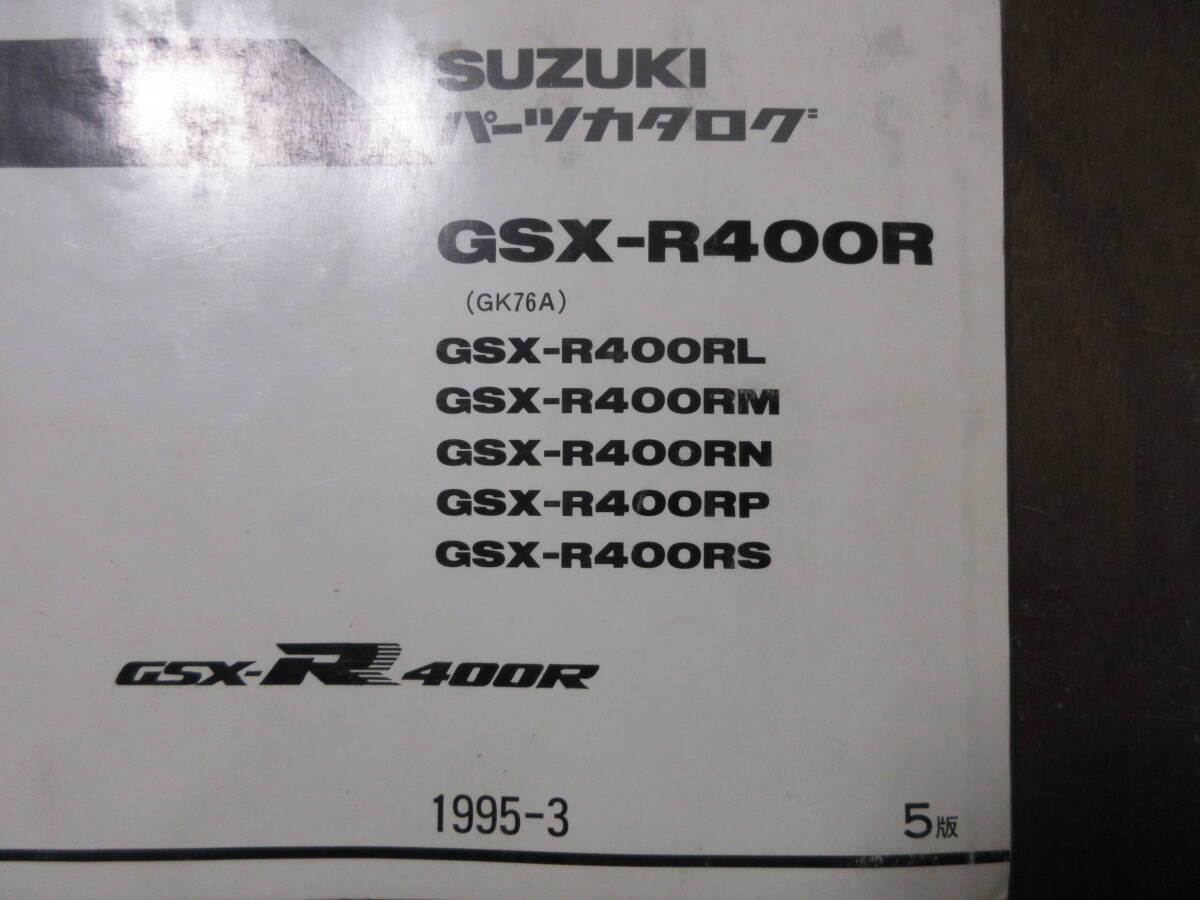 SUZUKI
パーツカタログ
GSX-R400R
(GK76A)
GSX-R400RL
GSX-R400RM
GSX-R400RN
GSX-R400RP
GSX-R400RS
GSX-R400R
1995-3 5版